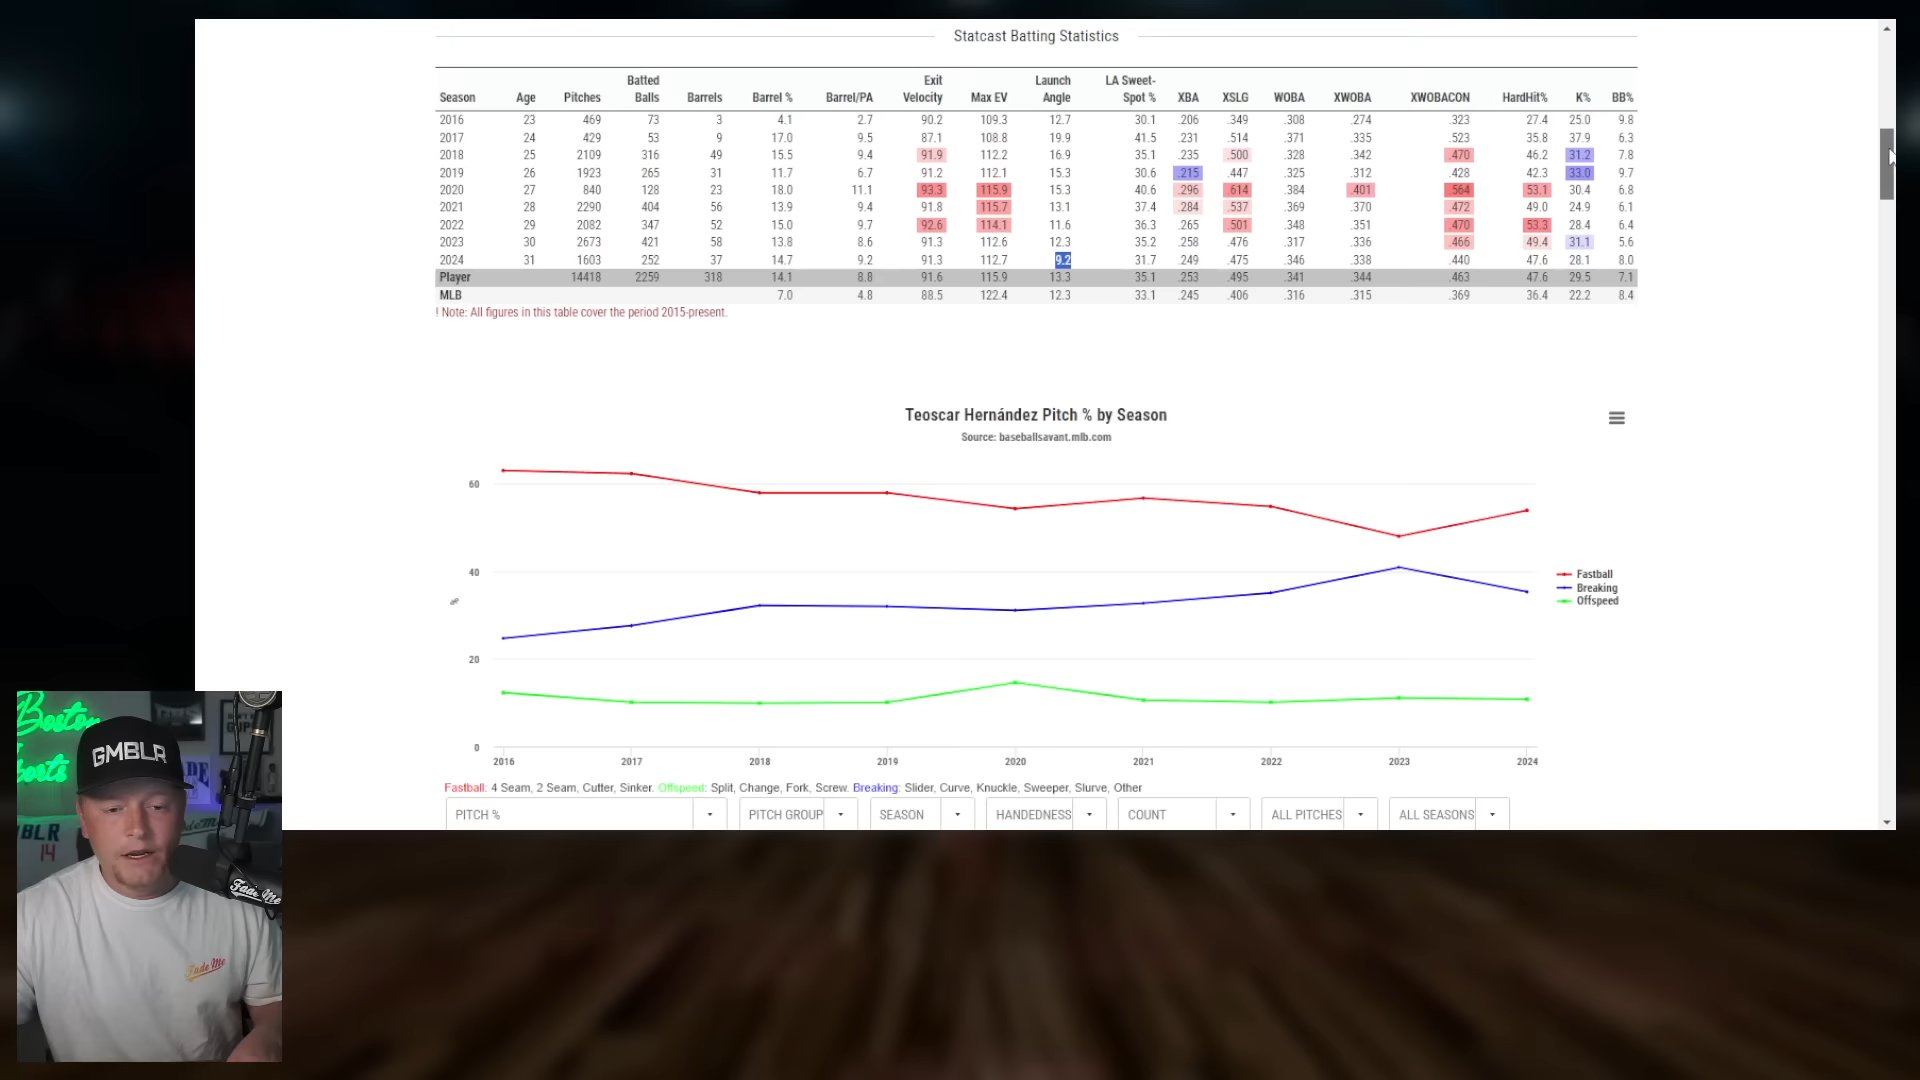 Statcast Batting Statistics
Season Age Pitches Batted Balls Barrels Barrel % Barrel/PA Exit Velocity Max EV Launch Angle LA Sweet-Spot % XBA XSLG WOBA XWOBA XWOBACON HardHit% K% BB%
2016 23 469 73 3 4.1 2.7 90.2 109.3 12.7 30.1 .206 .349 .308 .274 .323 27.4 25.0 9.8
2017 24 429 53 9 17.0 9.5 87.1 108.8 19.9 41.5 .231 .514 .371 .335 .523 35.8 37.9 6.3
2018 25 2109 316 49 15.5 9.4 91.9 112.2 16.9 35.1 .235 .500 .328 .342 .470 46.2 31.2 7.8
2019 26 1923 265 31 11.7 6.7 91.2 112.1 15.3 30.6 .215 .447 .325 .312 .428 42.3 33.0 9.7
2020 27 840 128 23 18.0 11.1 93.3 115.9 15.3 40.6 .296 .614 .384 .401 .564 53.1 30.4 6.8
2021 28 2290 404 56 13.9 9.4 91.8 115.7 13.1 37.4 .284 .537 .369 .370 .472 49.0 24.9 6.1
2022 29 2082 347 52 15.0 9.7 92.6 114.1 11.6 36.3 .265 .501 .348 .351 .470 53.3 28.4 6.4
2023 30 2673 421 58 13.8 8.6 91.3 112.6 12.3 35.2 .258 .476 .317 .336 .466 49.4 31.1 5.6
2024 31 1603 252 37 14.7 9.2 91.3 112.7 9.2 31.7 .249 .475 .346 .338 .440 47.6 28.1 8.0
Player 14418 2259 318 14.1 8.8 91.6 115.9 13.3 35.1 .253 .495 .341 .344 .463 47.6 29.5 7.1
MLB 7.0 4.8 88.5 122.4 12.3 33.1 .245 .406 .316 .315 .369 36.4 22.2 8.4
! Note: All figures in this table cover the period 2015-present.
Teoscar Hernández Pitch % by Season
Source: baseballsavant.mlb.com
60
40
20
0
2016 2017 2018 2019 2020 2021 2022 2023 2024
Fastball
Breaking
Offspeed
Fastball: 4 Seam, 2 Seam, Cutter, Sinker. Offspeed: Split, Change, Fork, Screw. Breaking: Slider, Curve, Knuckle, Sweeper, Slurve, Other
PITCH % PITCH GROUP SEASON HANDEDNESS COUNT ALL PITCHES ALL SEASONS
Boston
GMBLR
BLR
14
Fade Me
Fade Me